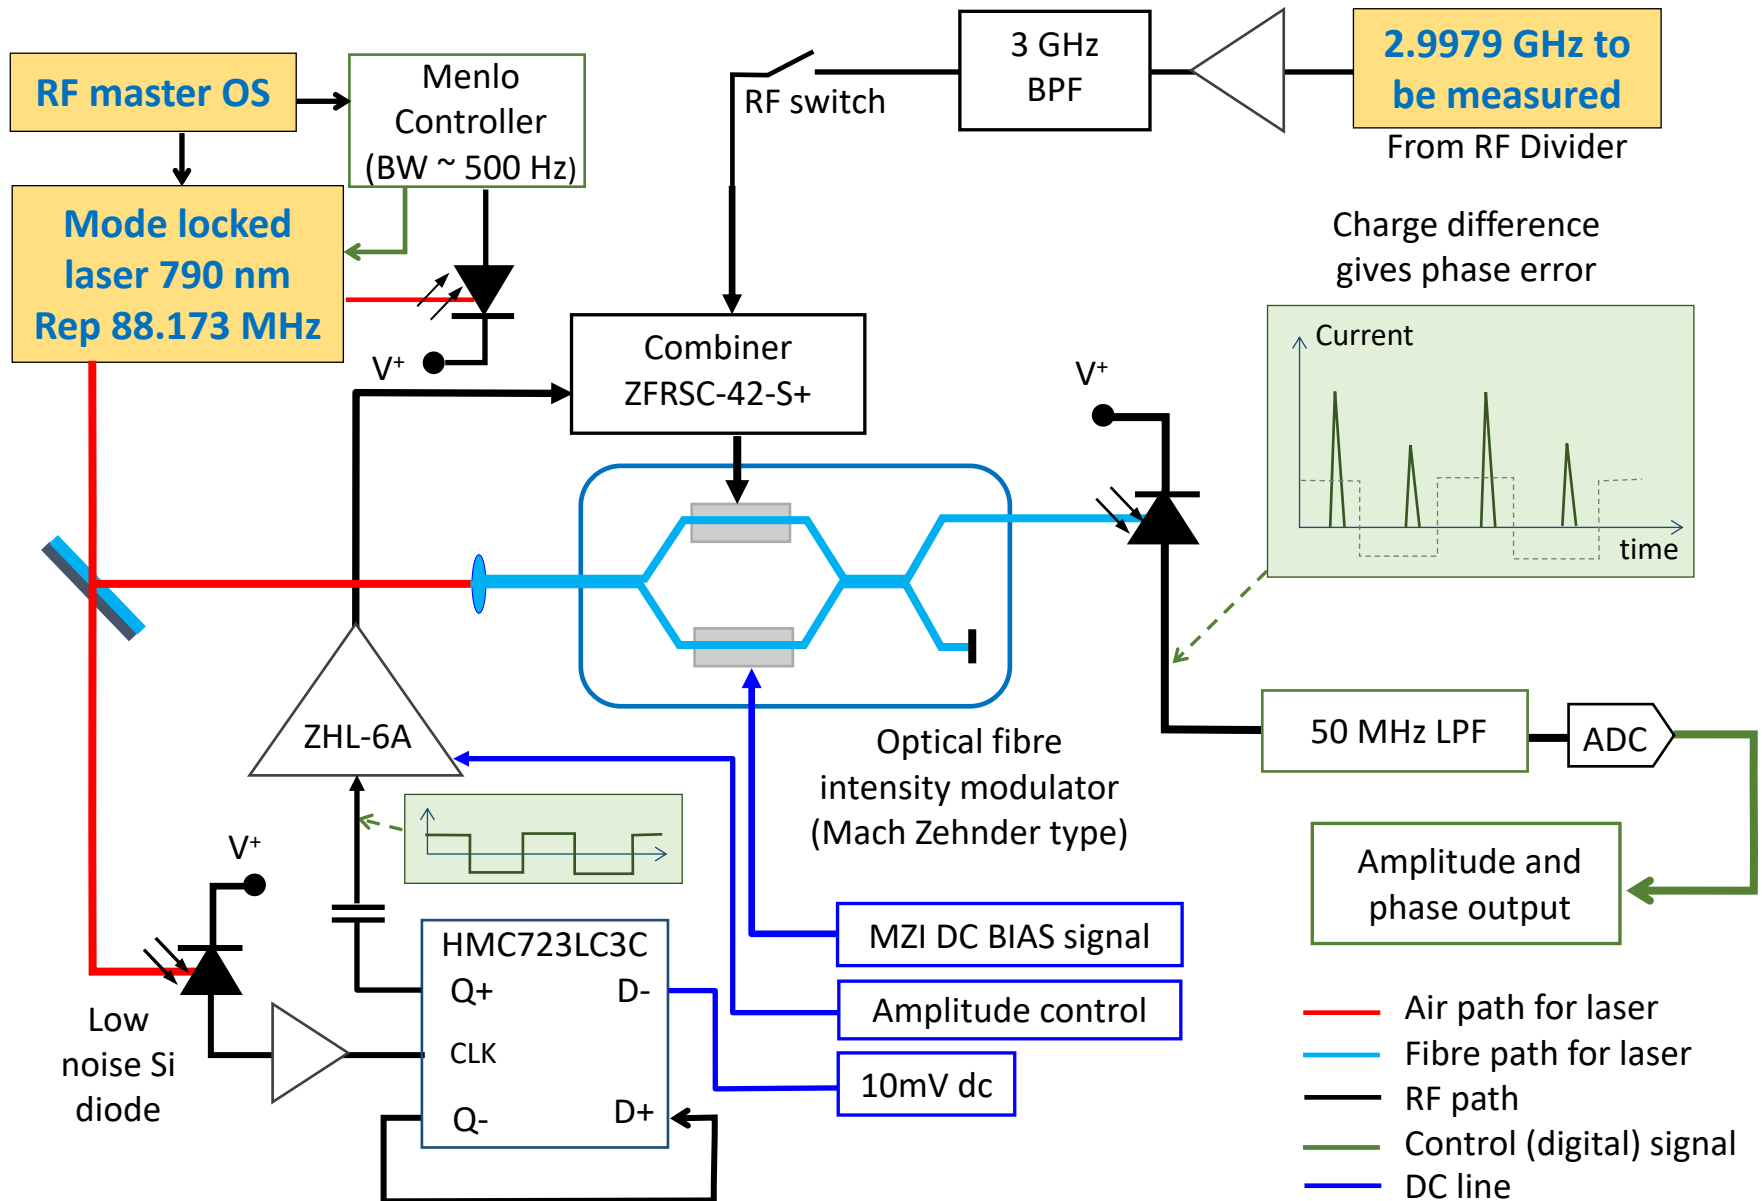 RF master OS
Menlo
Controller
(BW ~ 500 Hz)
3 GHz
BPF
2.9979 GHz to
be measured
From RF Divider
RF switch
Mode locked
laser 790 nm
Rep 88.173 MHz
V+
Combiner
ZFRSC-42-S+
Charge difference
gives phase error
Current
time
V+
ZHL-6A
Optical fibre
intensity modulator
(Mach Zehnder type)
50 MHz LPF
ADC
Amplitude and
phase output
V+
Low
noise Si
diode
HMC723LC3C
Q+
D-
CLK
Q-
D+
MZI DC BIAS signal
Amplitude control
10mV dc
Air path for laser
Fibre path for laser
RF path
Control (digital) signal
DC line